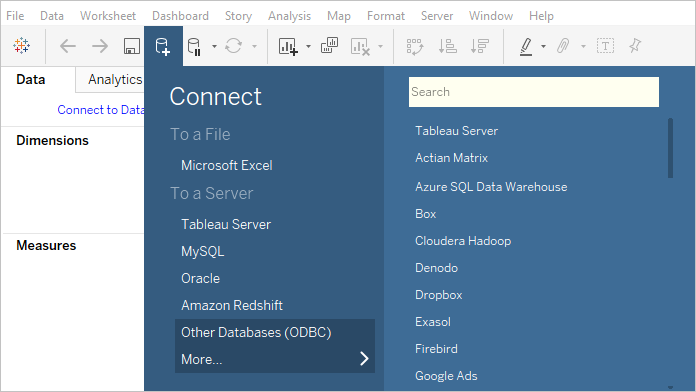 File Data Worksheet Dashboard Story Analysis Map Format Server Window Help
Data Analytics
Connect to Data
Dimensions
Measures
Connect
To a File
Microsoft Excel
To a Server
Tableau Server
MySQL
Oracle
Amazon Redshift
Other Databases (ODBC)
More...
Search
Tableau Server
Actian Matrix
Azure SQL Data Warehouse
Box
Cloudera Hadoop
Denodo
Dropbox
Exasol
Firebird
Google Ads